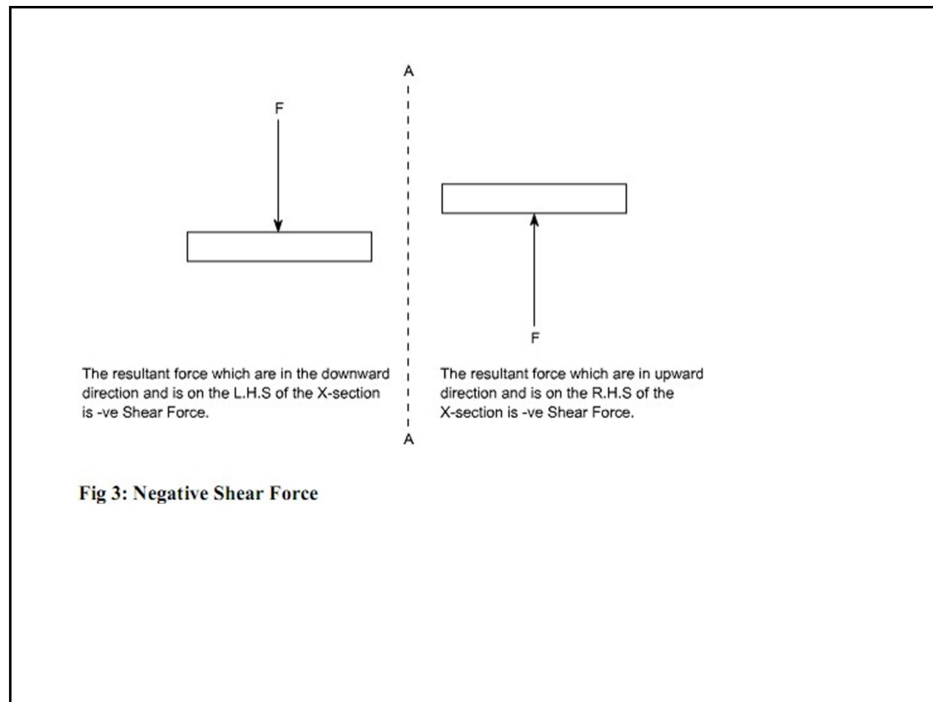 A
F
F
The resultant force which are in the downward
direction and is on the L.H.S of the X-section
is -ve Shear Force.
The resultant force which are in upward
direction and is on the R.H.S of the
X-section is -ve Shear Force.
A
Fig 3: Negative Shear Force